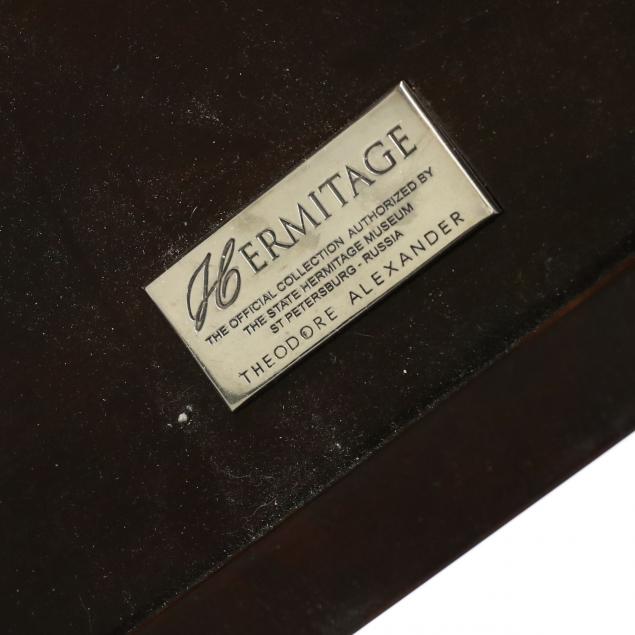 HERMITAGE
THE OFFICIAL COLLECTION AUTHORIZED BY
THE STATE HERMITAGE MUSEUM
ST PETERSBURG - RUSSIA
THEODORE ALEXANDER